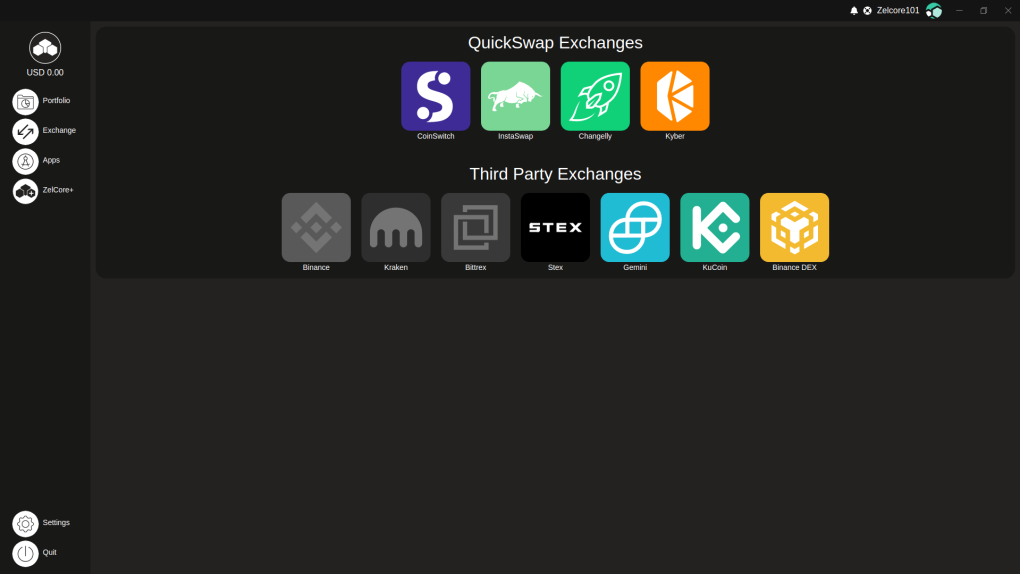 Zelcore101
USD 0.00
Portfolio
Exchange
Apps
ZelCore+
Settings
Quit
QuickSwap Exchanges
CoinSwitch
InstaSwap
Changelly
Kyber
Third Party Exchanges
STEX
Binance
Kraken
Bittrex
Stex
Gemini
KuCoin
Binance DEX